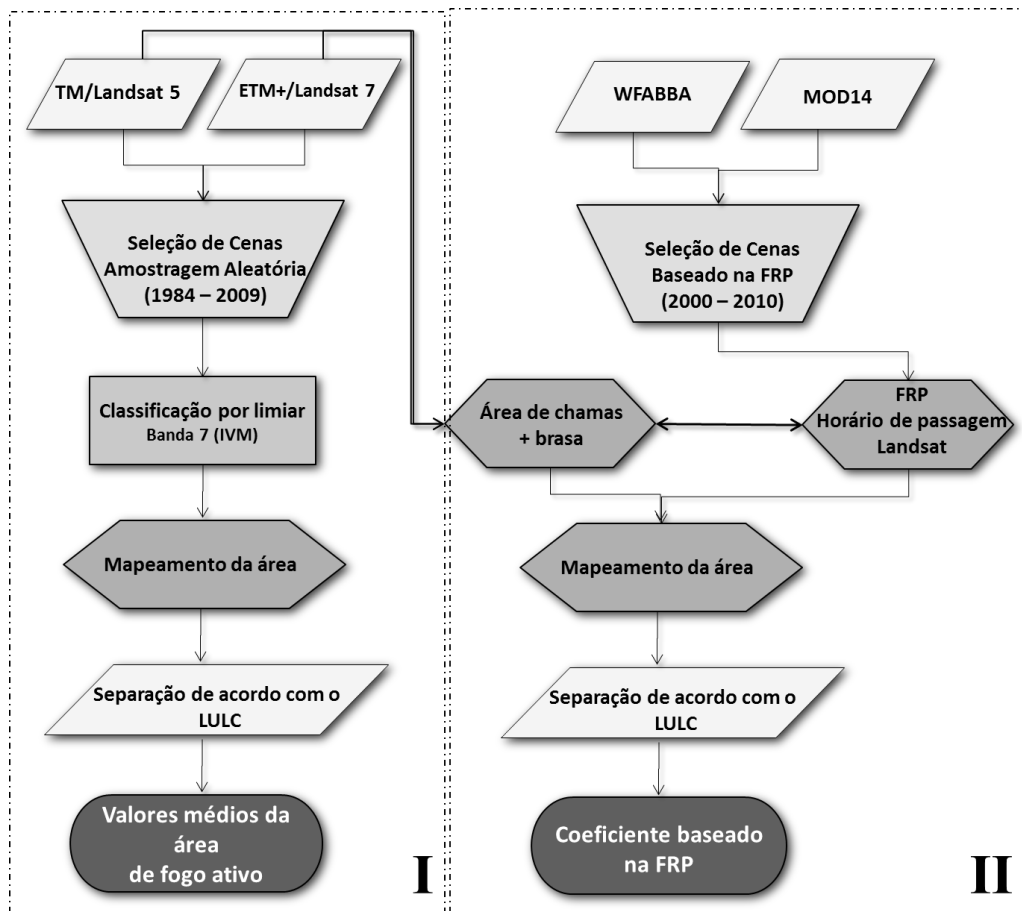 TM/Landsat 5
ETM+/Landsat 7
Seleção de Cenas
Amostragem Aleatória
(1984 – 2009)
Classificação por limiar
Banda 7 (IVM)
Mapeamento da área
Separação de acordo com o
LULC
Valores médios da
área
de fogo ativo
I
WFABBA
MOD14
Seleção de Cenas
Baseado na FRP
(2000 – 2010)
Área de chamas
+ brasa
FRP
Horário de passagem
Landsat
Mapeamento da área
Separação de acordo com o
LULC
Coeficiente baseado
na FRP
II